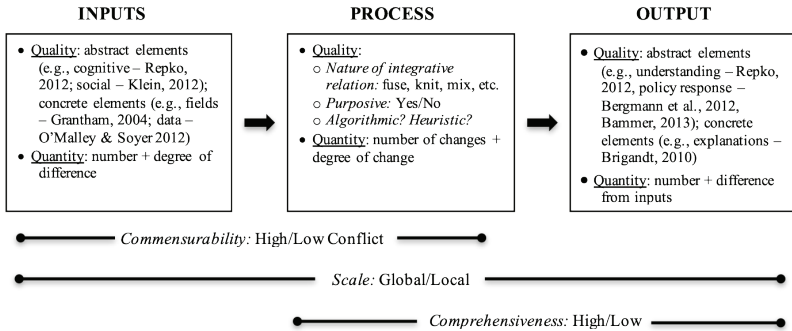 INPUTS
• Quality: abstract elements
(e.g., cognitive – Repko,
2012; social – Klein, 2012);
concrete elements (e.g., fields
– Grantham, 2004; data –
O’Malley & Soyer 2012)
• Quantity: number + degree of
difference
PROCESS
• Quality:
o Nature of integrative
relation: fuse, knit, mix, etc.
o Purposive: Yes/No
o Algorithmic? Heuristic?
• Quantity: number of changes +
degree of change
OUTPUT
• Quality: abstract elements
(e.g., understanding – Repko,
2012, policy response –
Bergmann et al., 2012,
Bammer, 2013); concrete
elements (e.g., explanations –
Brigandt, 2010)
• Quantity: number + difference
from inputs
Commensurability: High/Low Conflict
Scale: Global/Local
Comprehensiveness: High/Low